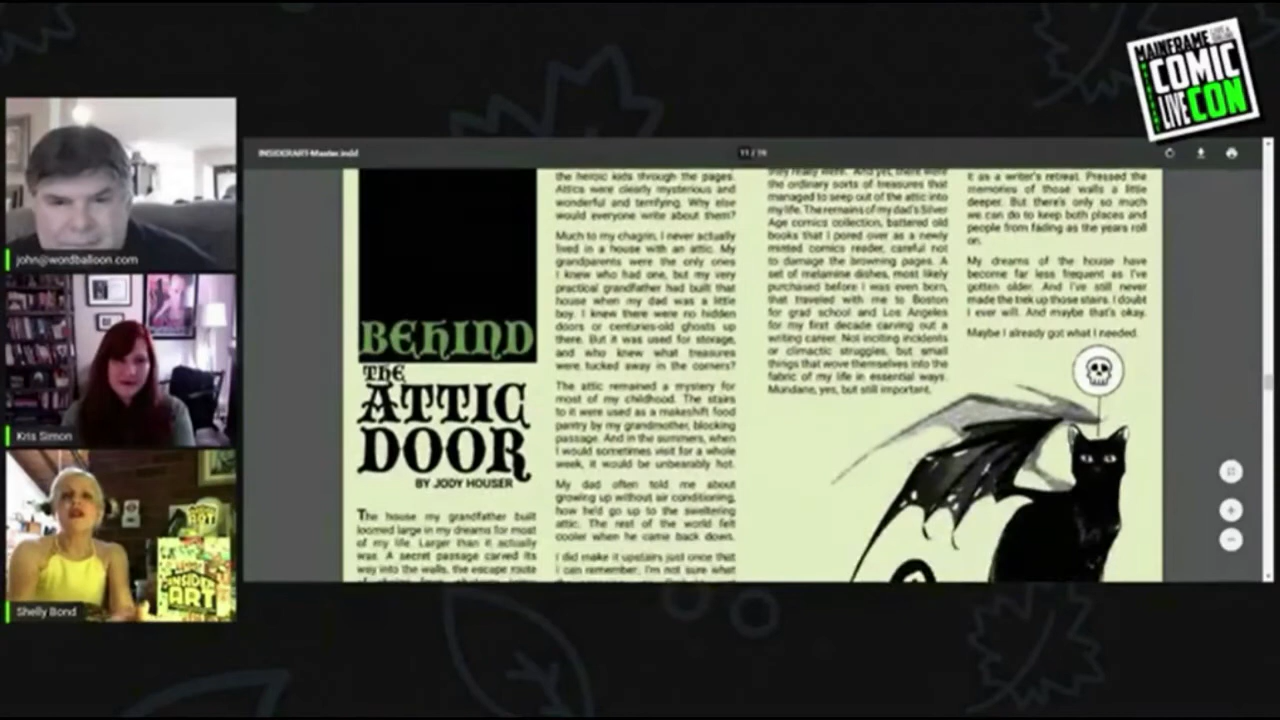 MAINFRAME
COMIC
LIVE CON
INSIDERART-Master.indd
11 / 19
john@wordballoon.com
Kris Simon
Shelly Bond
INSIDER
ART
BEHIND
THE
ATTIC
DOOR
BY JODY HOUSER
The house my grandfather built
loomed large in my dreams for most
of my life. Larger than it actually
was. A secret passage carved its
way into the walls, the escape route
the heroic kids through the pages.
Attics were clearly mysterious and
wonderful and terrifying. Why else
would everyone write about them?
Much to my chagrin, I never actually
lived in a house with an attic. My
grandparents were the only ones
I knew who had one, but my very
practical grandfather had built that
house when my dad was a little
boy. I knew there were no hidden
doors or centuries-old ghosts up
there. But it was used for storage,
and who knew what treasures
were tucked away in the corners?
The attic remained a mystery for
most of my childhood. The stairs
to it were used as a makeshift food
pantry by my grandmother, blocking
passage. And in the summers, when
I would sometimes visit for a whole
week, it would be unbearably hot.
My dad often told me about
growing up without air conditioning,
how he'd go up to the sweltering
attic. The rest of the world felt
cooler when he came back down.
I did make it upstairs just once that
I can remember. I'm not sure what
they really were. And yet, there were
the ordinary sorts of treasures that
managed to seep out of the attic into
my life. The remains of my dad's Silver
Age comics collection, battered old
books that I pored over as a newly
minted comics reader, careful not
to damage the browning pages. A
set of melamine dishes, most likely
purchased before I was even born,
that traveled with me to Boston
for grad school and Los Angeles
for my first decade carving out a
writing career. Not inciting incidents
or climactic struggles, but small
things that wove themselves into the
fabric of my life in essential ways.
Mundane, yes, but still important.
it as a writer's retreat. Pressed the
memories of those walls a little
deeper. But there's only so much
we can do to keep both places and
people from fading as the years roll
on.
My dreams of the house have
become far less frequent as I've
gotten older. And I've still never
made the trek up those stairs. I doubt
I ever will. And maybe that's okay.
Maybe I already got what I needed.